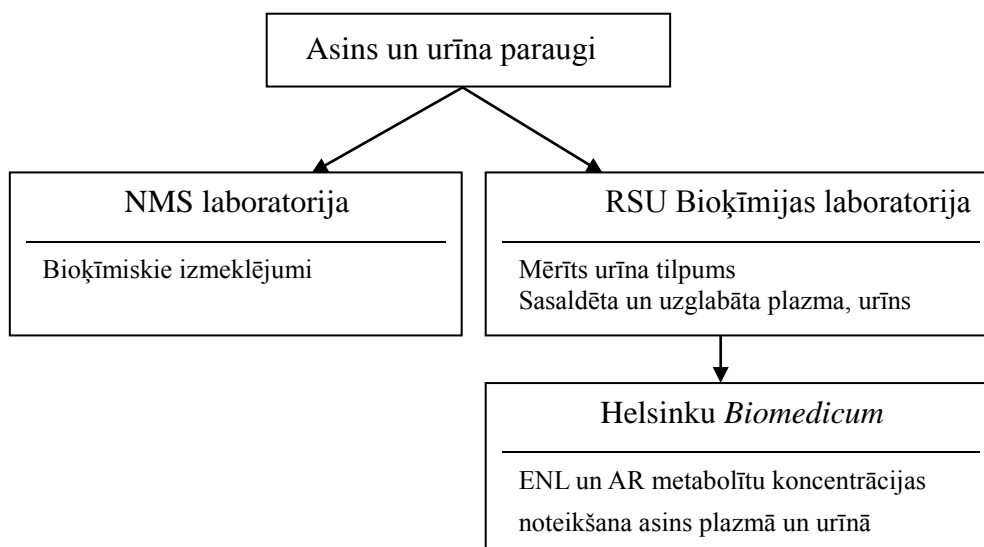 Asins un urīna paraugi
NMS laboratorija
Bioķīmiskie izmeklējumi
RSU Bioķīmijas laboratorija
Mērīts urīna tilpums
Sasaldēta un uzglabāta plazma, urīns
Helsinku Biomedicum
ENL un AR metabolītu koncentrācijas
noteikšana asins plazmā un urīnā